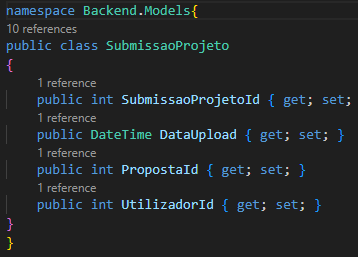 namespace Backend.Models{
10 references
public class SubmissaoProjeto
{
1 reference
public int SubmissaoProjetoId { get; set;
1 reference
public DateTime DataUpload { get; set; }
1 reference
public int PropostaId { get; set; }
1 reference
public int UtilizadorId { get; set; }
}
}